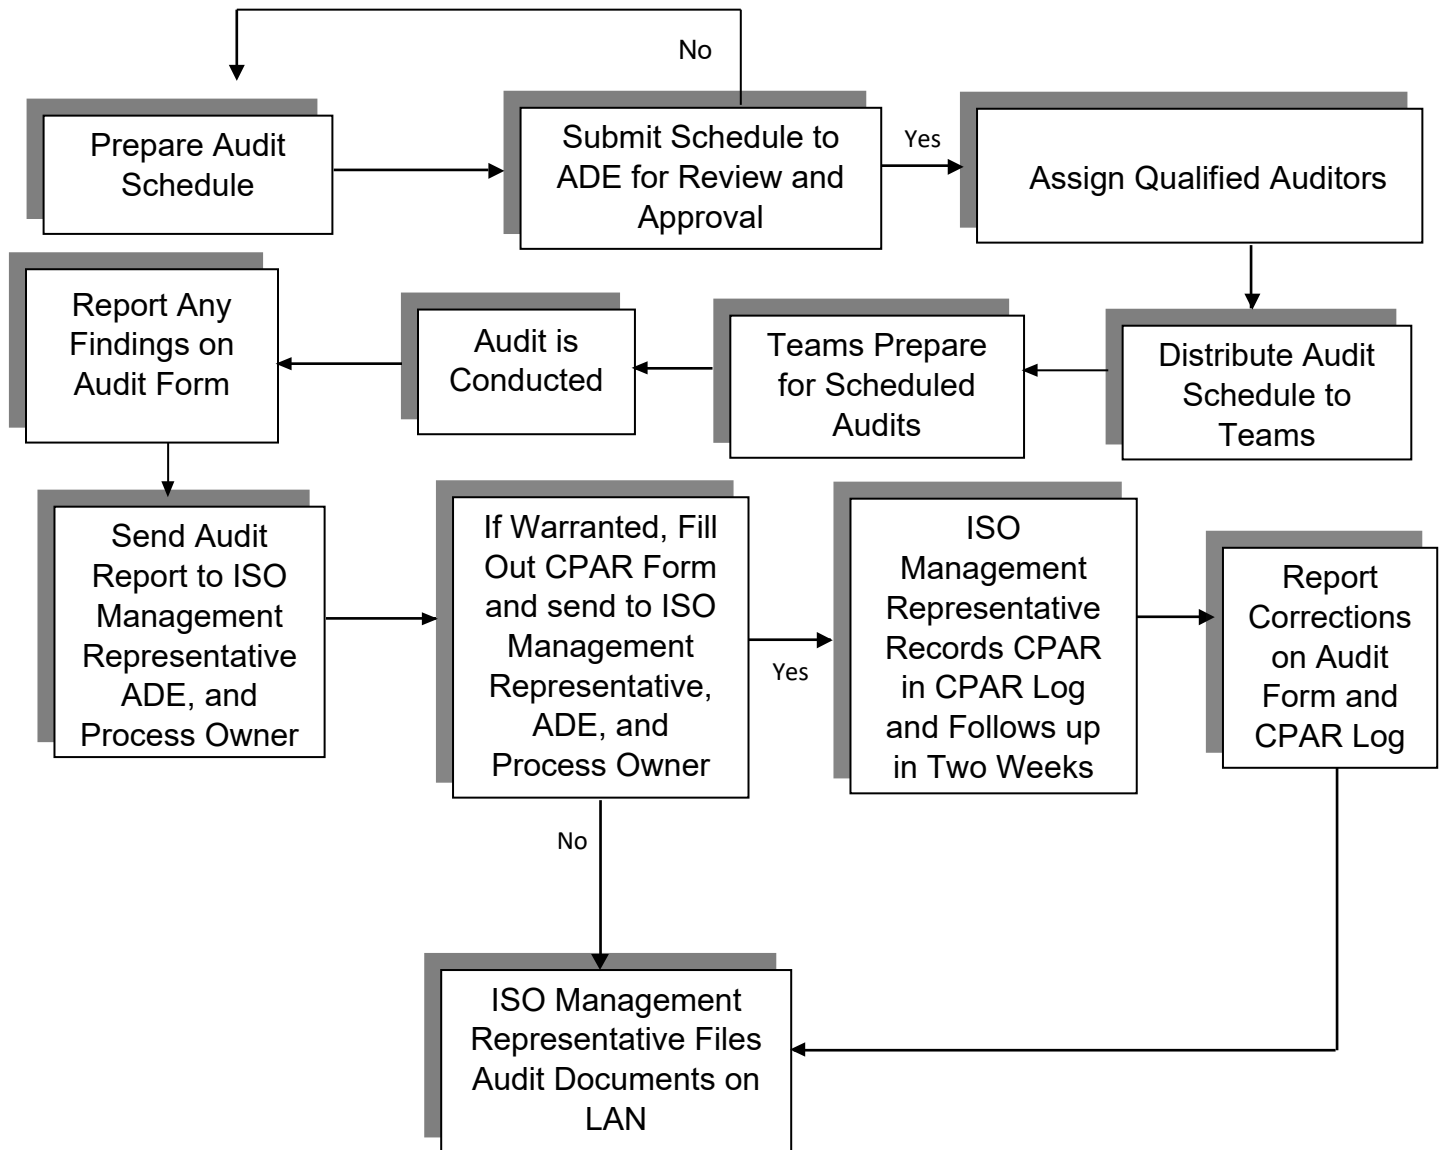 No
Prepare Audit
Schedule
Submit Schedule to
ADE for Review and
Approval
Yes
Assign Qualified Auditors
Report Any
Findings on
Audit Form
Audit is
Conducted
Teams Prepare
for Scheduled
Audits
Distribute Audit
Schedule to
Teams
Send Audit
Report to ISO
Management
Representative
ADE, and
Process Owner
If Warranted, Fill
Out CPAR Form
and send to ISO
Management
Representative,
ADE, and
Process Owner
Yes
ISO
Management
Representative
Records CPAR
in CPAR Log
and Follows up
in Two Weeks
Report
Corrections
on Audit
Form and
CPAR Log
No
ISO Management
Representative Files
Audit Documents on
LAN